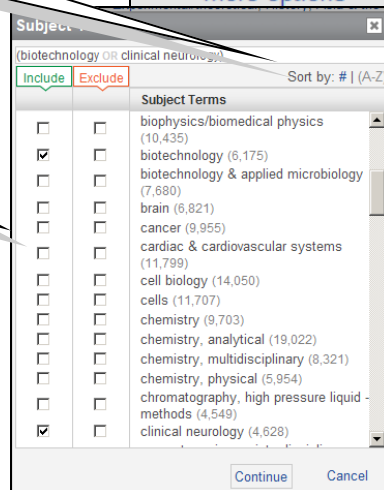 Subject
(biotechnology OR clinical neurology)
Include Exclude Sort by: # | (A-Z
Subject Terms
biophysics/biomedical physics
(10,435)
biotechnology (6,175)
biotechnology & applied microbiology
(7,680)
brain (6,821)
cancer (9,955)
cardiac & cardiovascular systems
(11,799)
cell biology (14,050)
cells (11,707)
chemistry (9,703)
chemistry, analytical (19,022)
chemistry, multidisciplinary (8,321)
chemistry, physical (5,954)
chromatography, high pressure liquid -
methods (4,549)
clinical neurology (4,628)
Continue Cancel